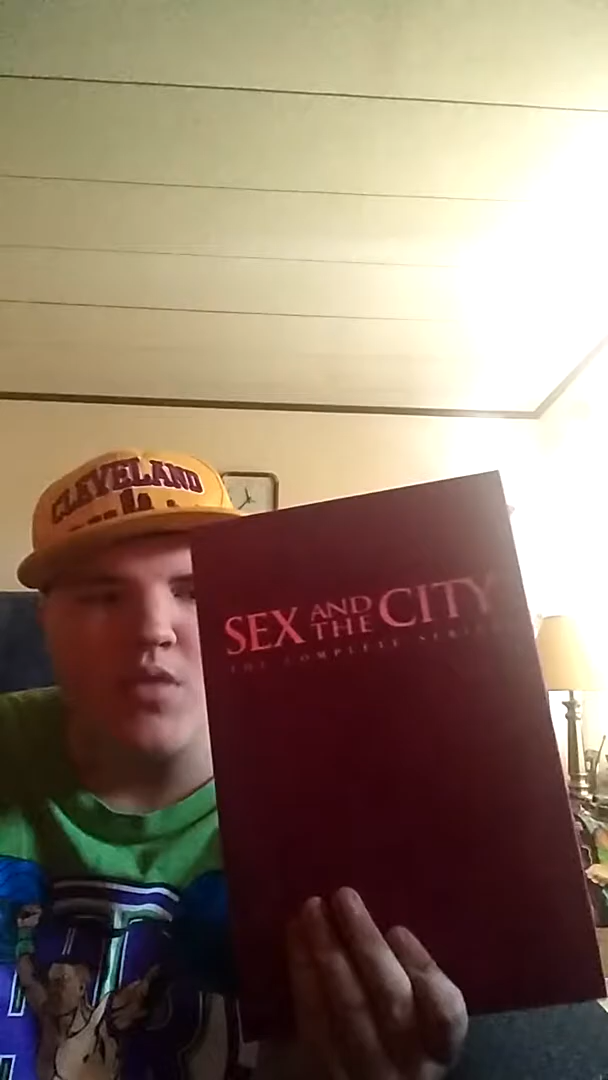 CLEVELAND
SEX AND THE CITY
THE COMPLETE SERIES